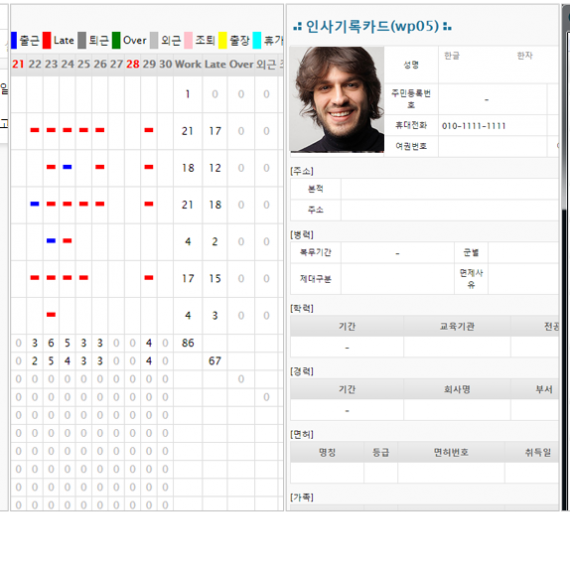 출근 Late 퇴근 Over 외근 조퇴 출장 휴가
21 22 23 24 25 26 27 28 29 30 Work Late Over 외근
1 0 0 0
21 17 0 0
18 12 0 0
21 18 0 0
4 2 0 0
17 15 0 0
4 3 0 0
0 3 6 5 3 3 0 0 4 0 86
0 2 5 4 3 3 0 0 4 0 67
0 0 0 0 0 0 0 0 0 0 0
0 0 0 0 0 0 0 0 0 0 0
0 0 0 0 0 0 0 0 0 0
0 0 0 0 0 0 0 0 0 0
0 0 0 0 0 0 0 0 0 0
0 0 0 0 0 0 0 0 0 0
0 0 0 0 0 0 0 0 0 0
0 0 0 0 0 0 0 0 0 0
인사기록카드(wp05)
성명 한글 한자
주민등록번
호 -
휴대전화 010-1111-1111
여권번호
[주소]
본적
주소
[병력]
복무기간 - 군별
제대구분 면제사
유
[학력]
기간 교육기관 전공
-
[경력]
기간 회사명 부서
-
[면허]
명칭 등급 면허번호 취득일
[가족]